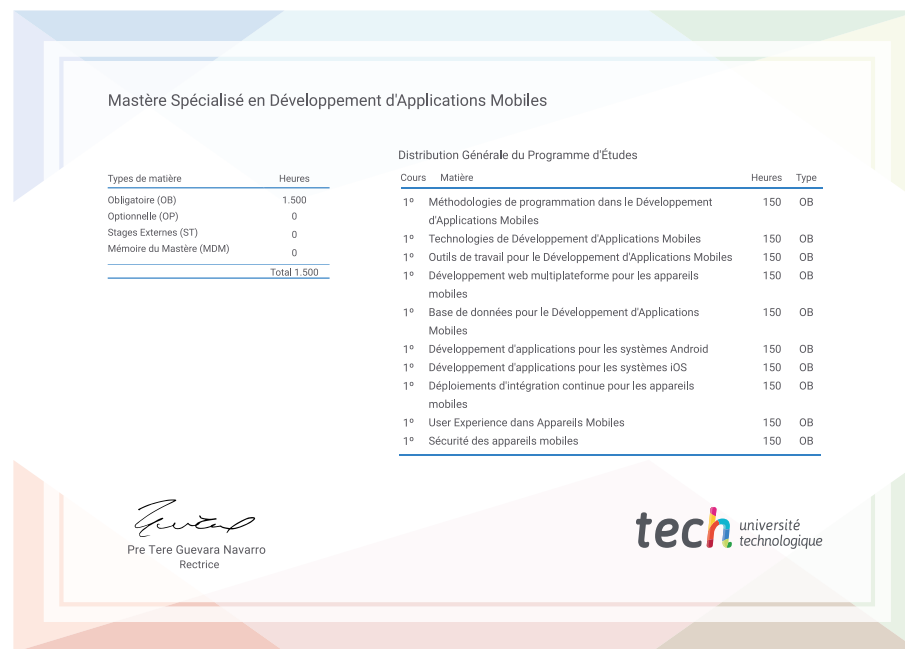 Mastère Spécialisé en Développement d'Applications Mobiles
Types de matière Heures
Obligatoire (OB) 1.500
Optionnelle (OP) 0
Stages Externes (ST) 0
Mémoire du Mastère (MDM) 0
Total 1.500
Distribution Générale du Programme d'Études
Cours Matière Heures Type
1º Méthodologies de programmation dans le Développement 150 OB
d'Applications Mobiles
1º Technologies de Développement d'Applications Mobiles 150 OB
1º Outils de travail pour le Développement d'Applications Mobiles 150 OB
1º Développement web multiplateforme pour les appareils 150 OB
mobiles
1º Base de données pour le Développement d'Applications 150 OB
Mobiles
1º Développement d'applications pour les systèmes Android 150 OB
1º Développement d'applications pour les systèmes iOS 150 OB
1º Déploiements d'intégration continue pour les appareils 150 OB
mobiles
1º User Experience dans Appareils Mobiles 150 OB
1º Sécurité des appareils mobiles 150 OB
Pre Tere Guevara Navarro
Rectrice
tech université
technologique